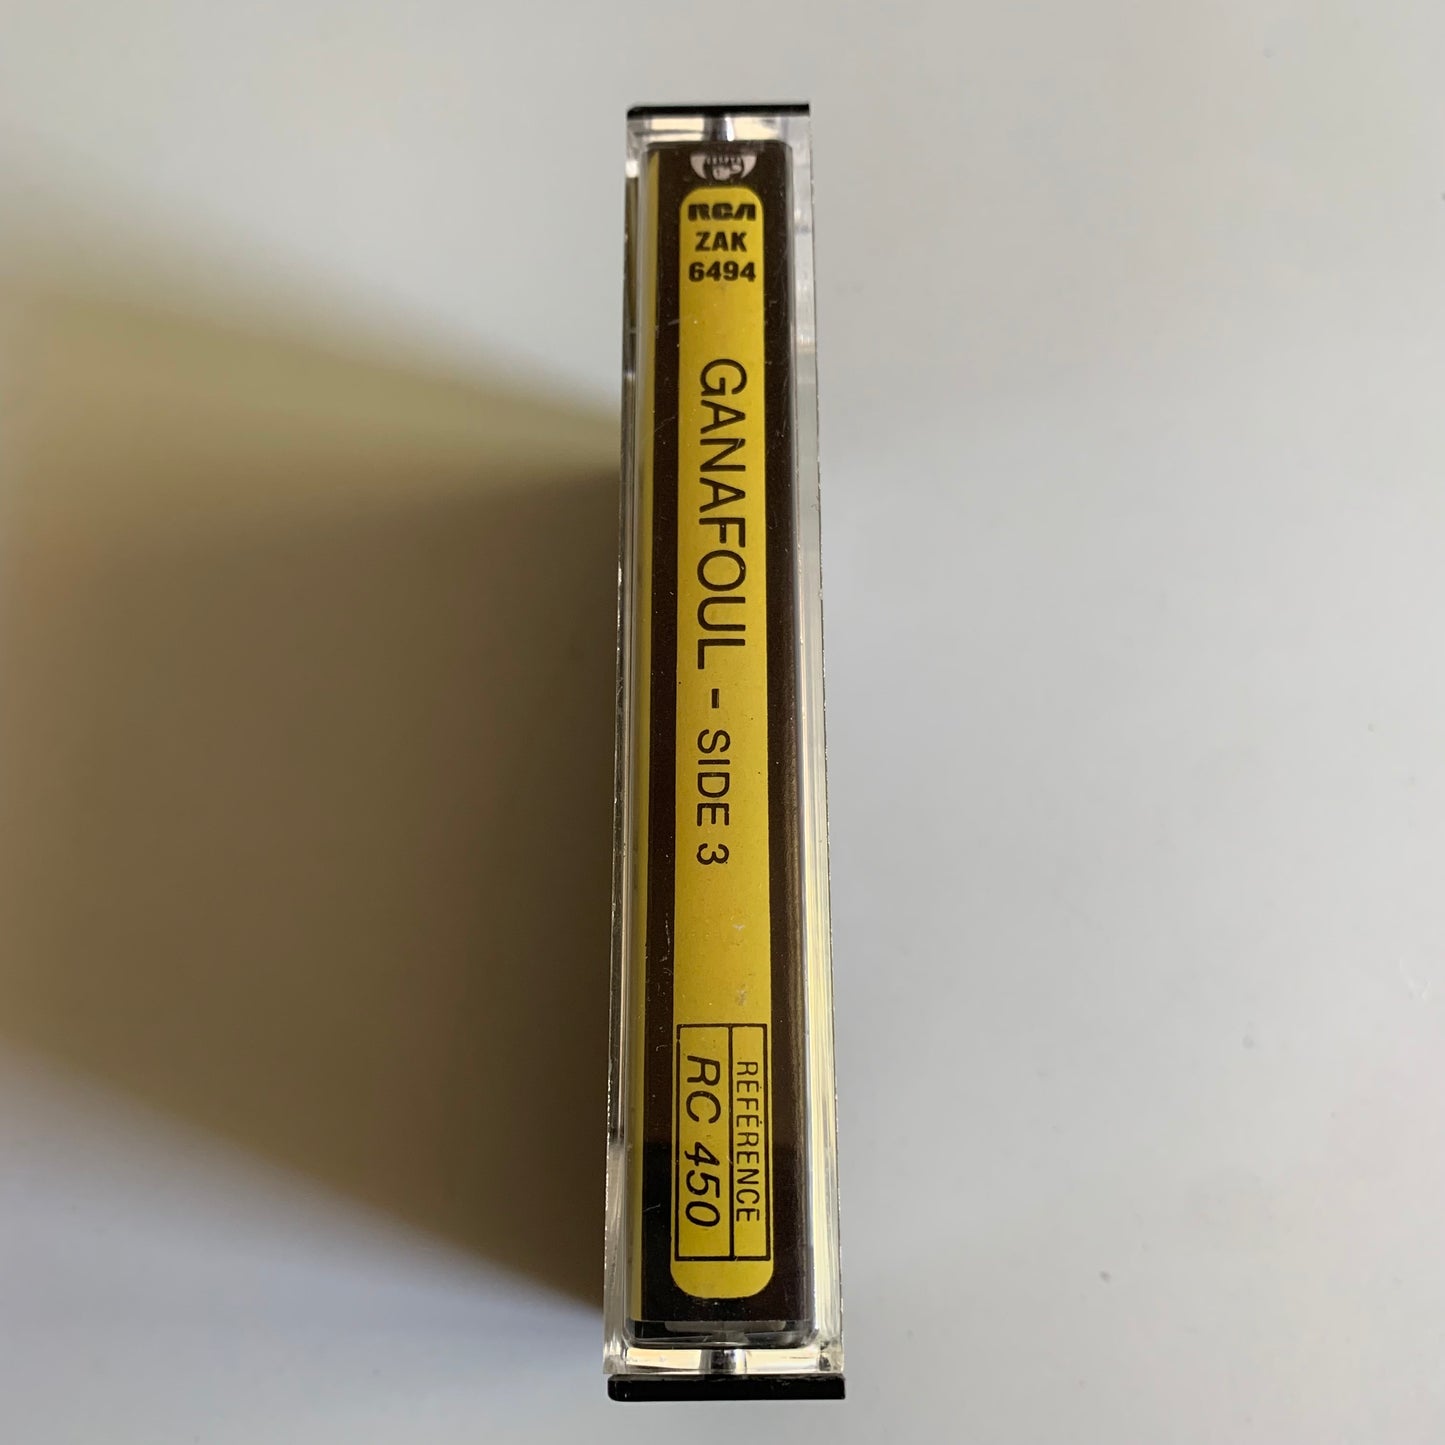 RCA
ZAK
6494
GANAFOUL - SIDE 3
RÉFÉRENCE
RC 450